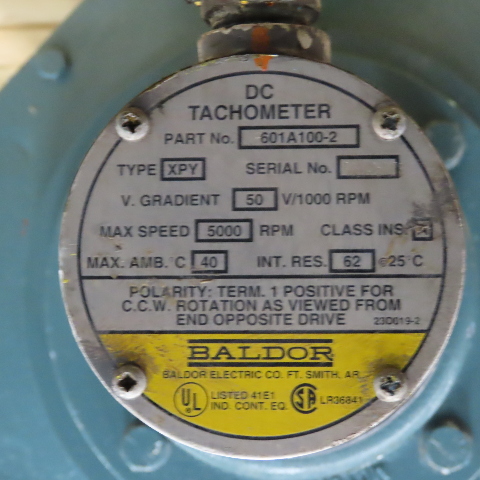 DC
TACHOMETER
PART No. 601A100-2
TYPE XPY SERIAL No.
V. GRADIENT 50 V/1000 RPM
MAX SPEED 5000 RPM CLASS INS.
MAX. AMB.°C 40 INT. RES. 62 @25°C
POLARITY: TERM. 1 POSITIVE FOR
C.C.W. ROTATION AS VIEWED FROM
END OPPOSITE DRIVE 230619-2
BALDOR
BALDOR ELECTRIC CO. FT. SMITH, AR.
UL LISTED 41E1 SA LR36841
IND. CONT. EQ.